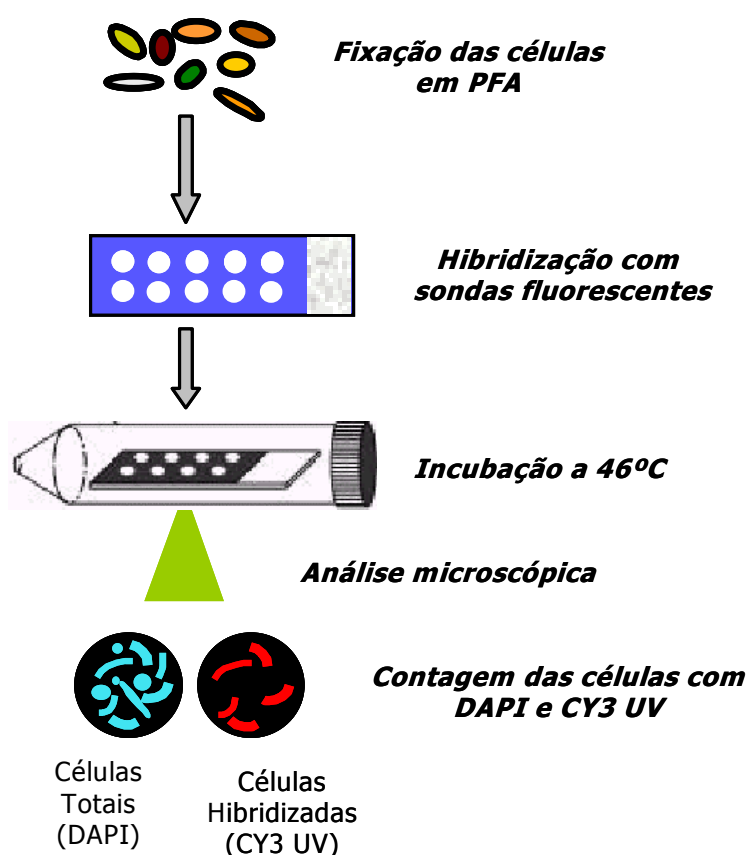 Fixação das células
em PFA
Hibridização com
sondas fluorescentes
Incubação a 46ºC
Análise microscópica
Contagem das células com
DAPI e CY3 UV
Células
Totais
(DAPI)
Células
Hibridizadas
(CY3 UV)